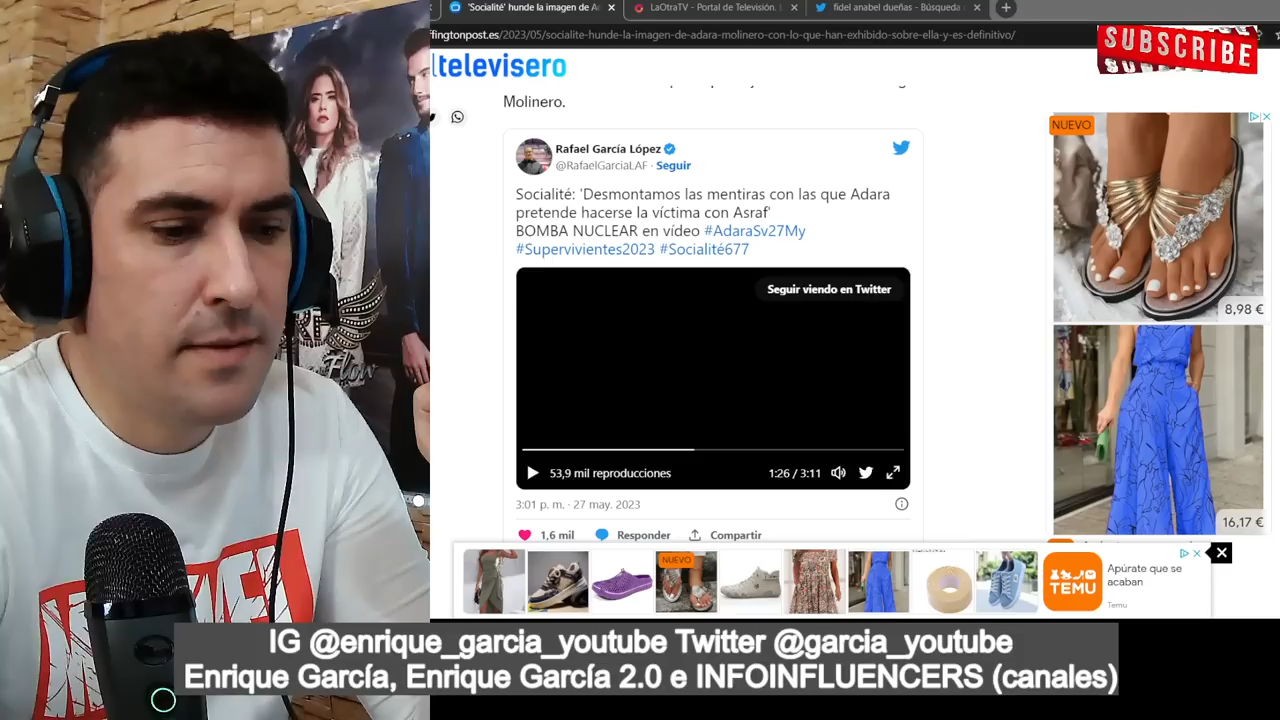 'Socialité' hunde la imagen de A
LaOtraTV - Portal de Televisión.
fidel anabel dueñas - Búsqueda
ffingtonpost.es/2023/05/socialite-hunde-la-imagen-de-adara-molinero-con-lo-que-han-exhibido-sobre-ella-y-es-definitivo/
SUBSCRIBE
ltelevisero
Molinero.
Rafael García López
@RafaelGarciaLAF · Seguir
Socialité: 'Desmontamos las mentiras con las que Adara
pretende hacerse la víctima con Asraf'
BOMBA NUCLEAR en vídeo #AdaraSv27My
#Supervivientes2023 #Socialité677
Seguir viendo en Twitter
53,9 mil reproducciones
1:26 / 3:11
3:01 p. m. · 27 may. 2023
1,6 mil
Responder
Compartir
NUEVO
8,98 €
16,17 €
NUEVO
TEMU
Apúrate que se
acaban
Temu
IG @enrique_garcia_youtube Twitter @garcia_youtube
Enrique García, Enrique García 2.0 e INFOINFLUENCERS (canales)